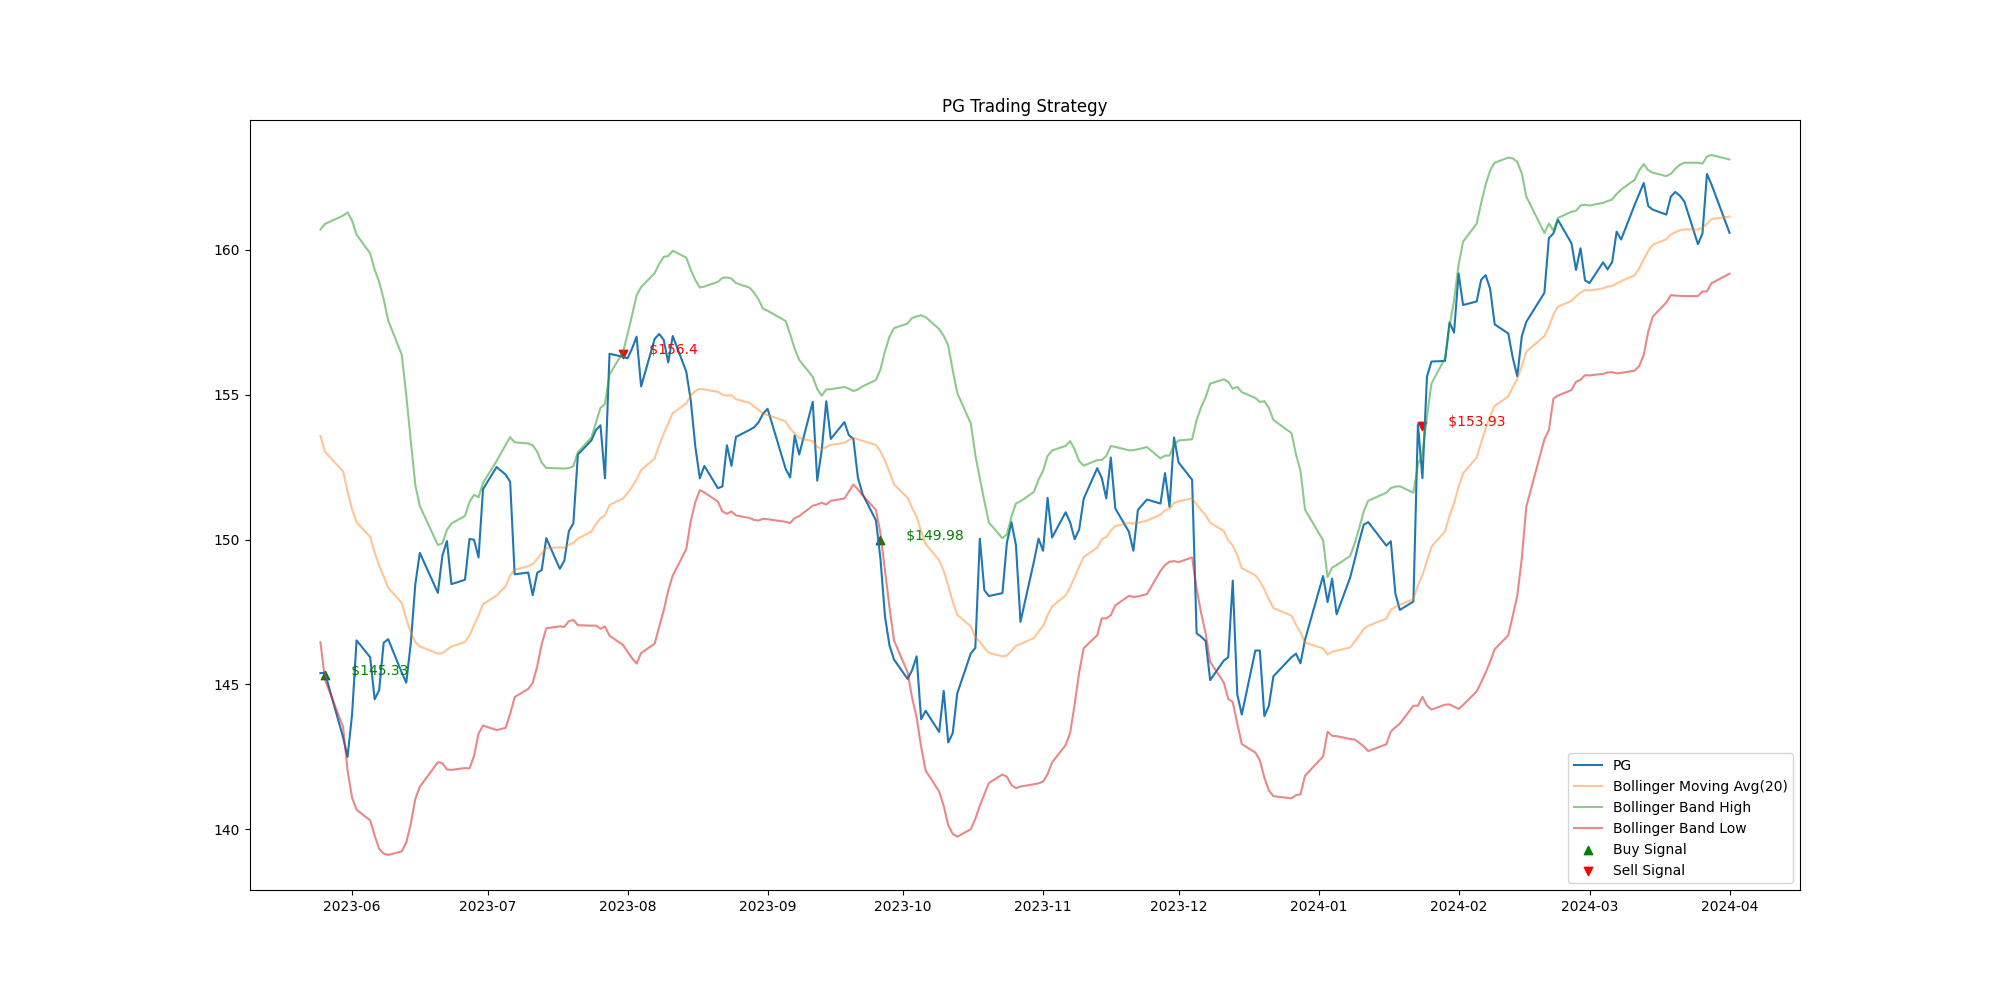 PG Trading Strategy
160
155
150
145
140
$156.4
$153.93
$149.98
$145.33
PG
Bollinger Moving Avg(20)
Bollinger Band High
Bollinger Band Low
Buy Signal
Sell Signal
2023-06 2023-07 2023-08 2023-09 2023-10 2023-11 2023-12 2024-01 2024-02 2024-03 2024-04